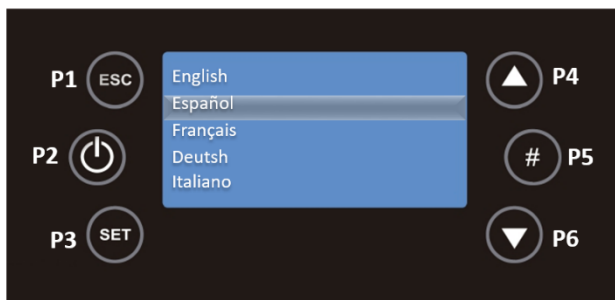 P1 ESC
English
P4
Español
Français
P2
Deutsh
# P5
Italiano
P3 SET
P6